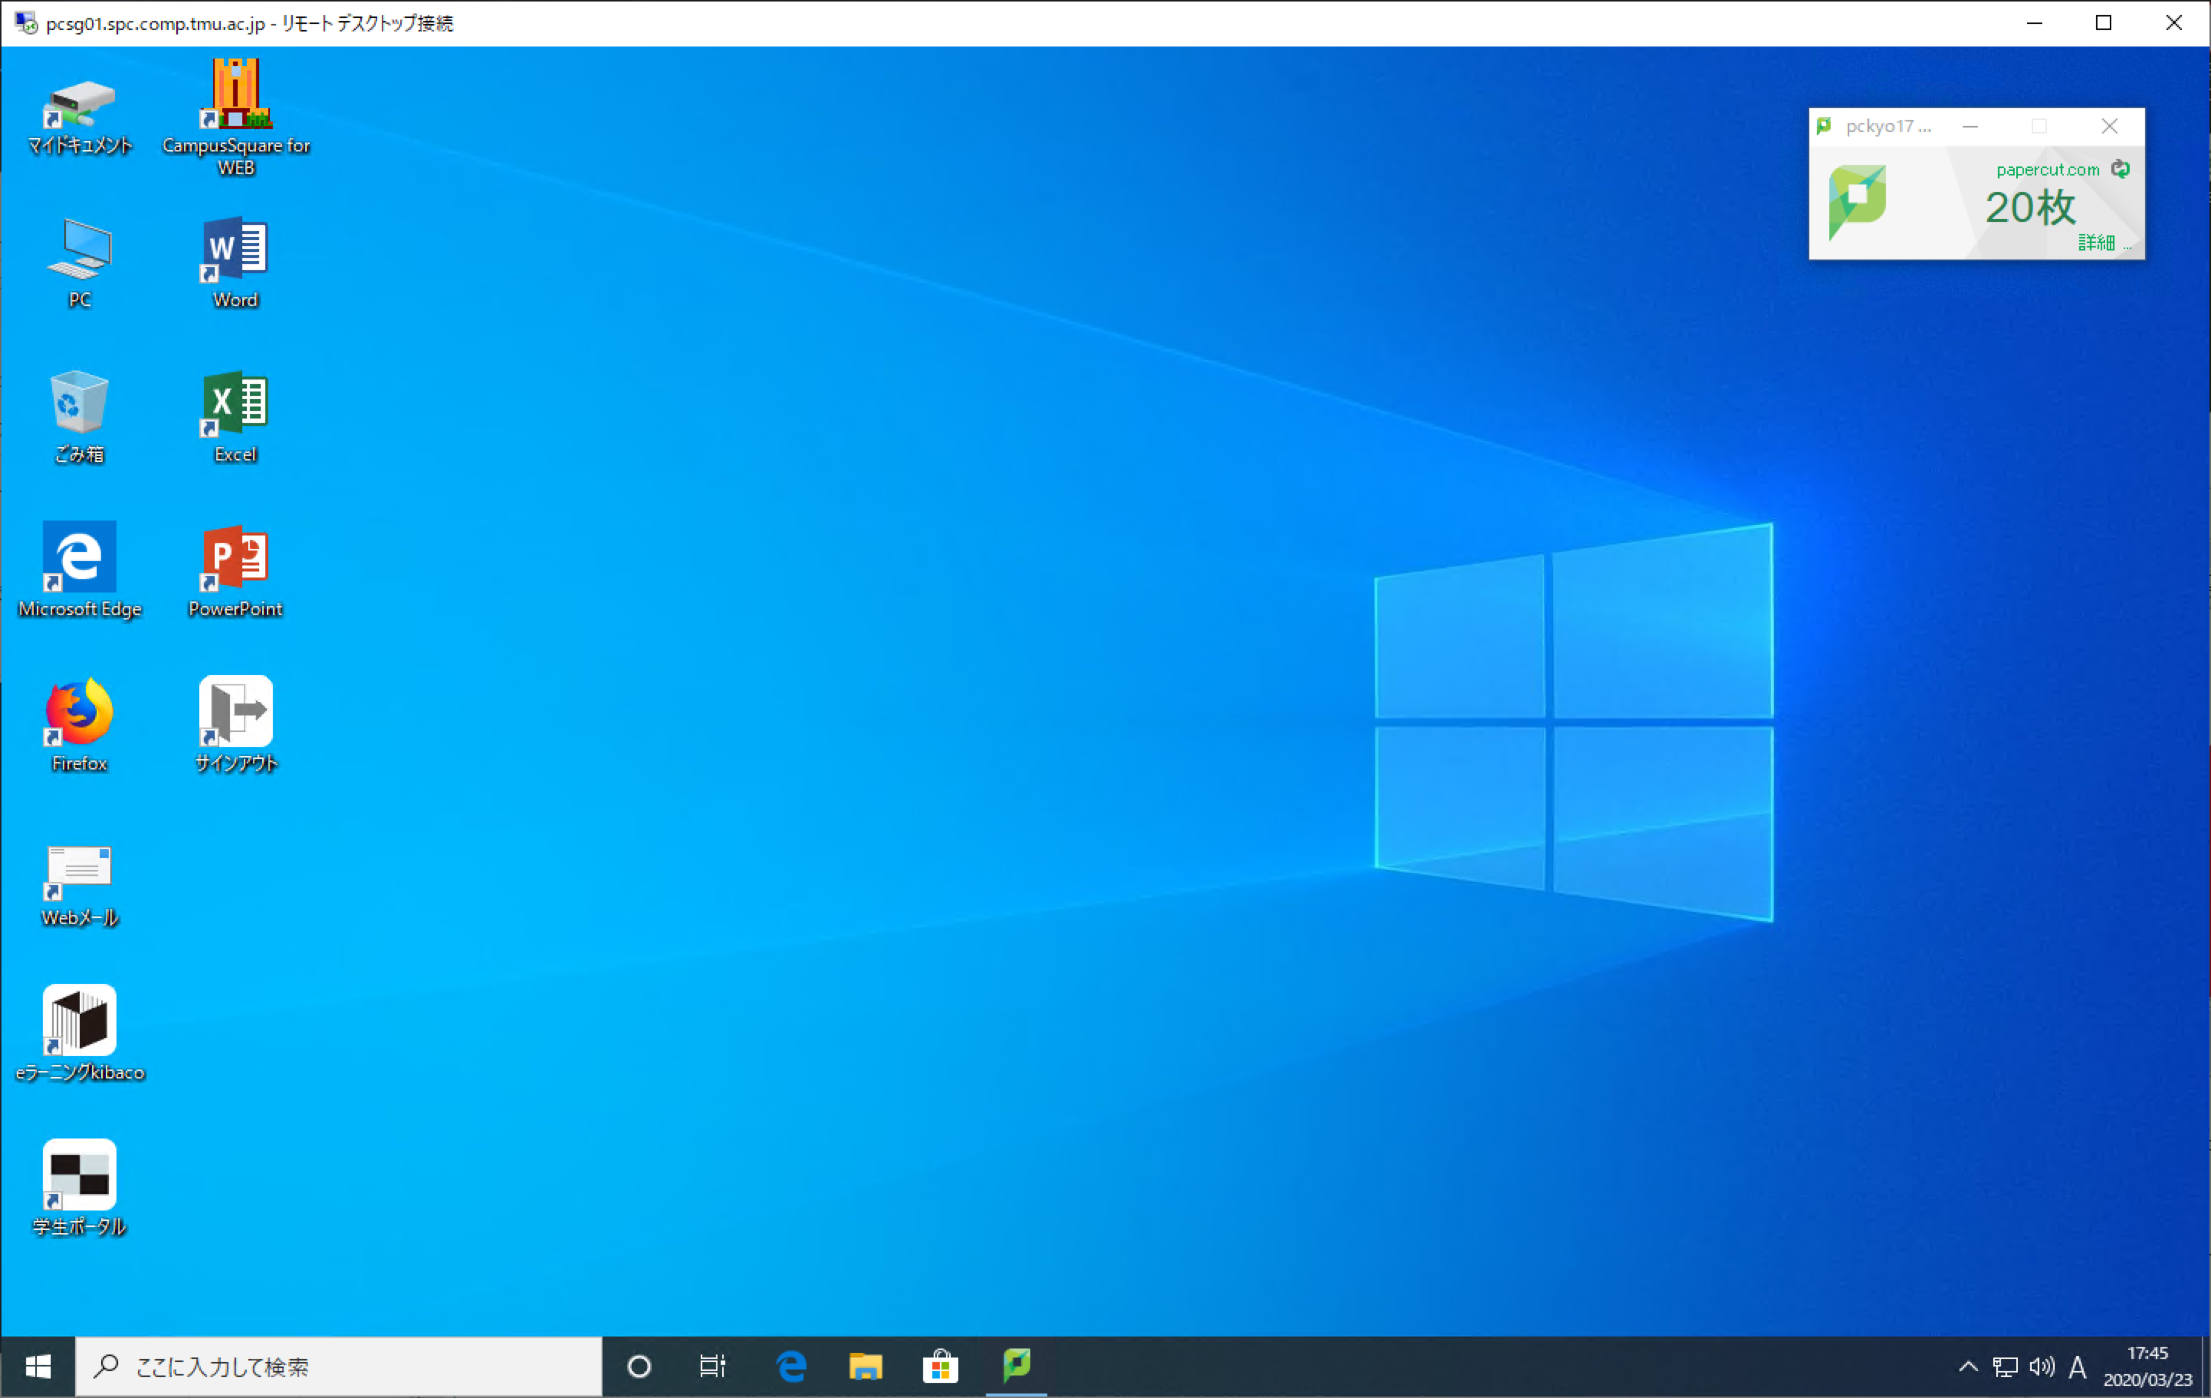 pcsg01.spc.comp.tmu.ac.jp - リモート デスクトップ接続
マイドキュメント
CampusSquare for
WEB
pckyo17 ...
papercut.com
20枚
詳細 ...
PC
Word
ごみ箱
Excel
Microsoft Edge
PowerPoint
Firefox
サインアウト
Webメール
eラーニングkibaco
学生ポータル
ここに入力して検索
A
17:45
2020/03/23